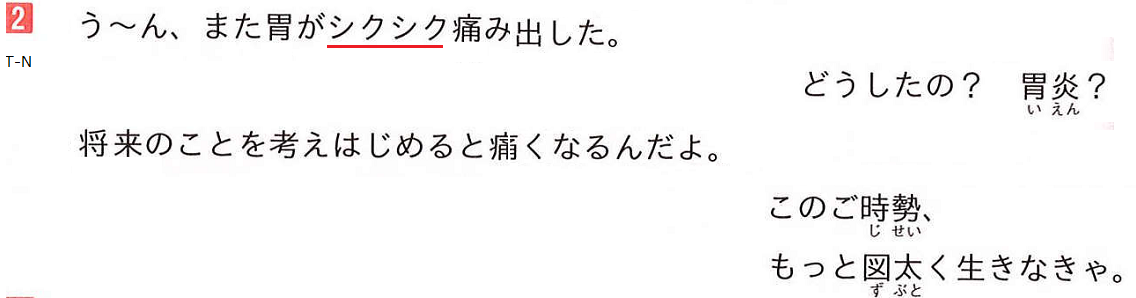 2
う～ん、また胃がシクシク痛み出した。
T-N
どうしたの？　胃炎？
い えん
将来のことを考えはじめると痛くなるんだよ。
このご時勢、
じ せい
もっと図太く生きなきゃ。
ず ぶと